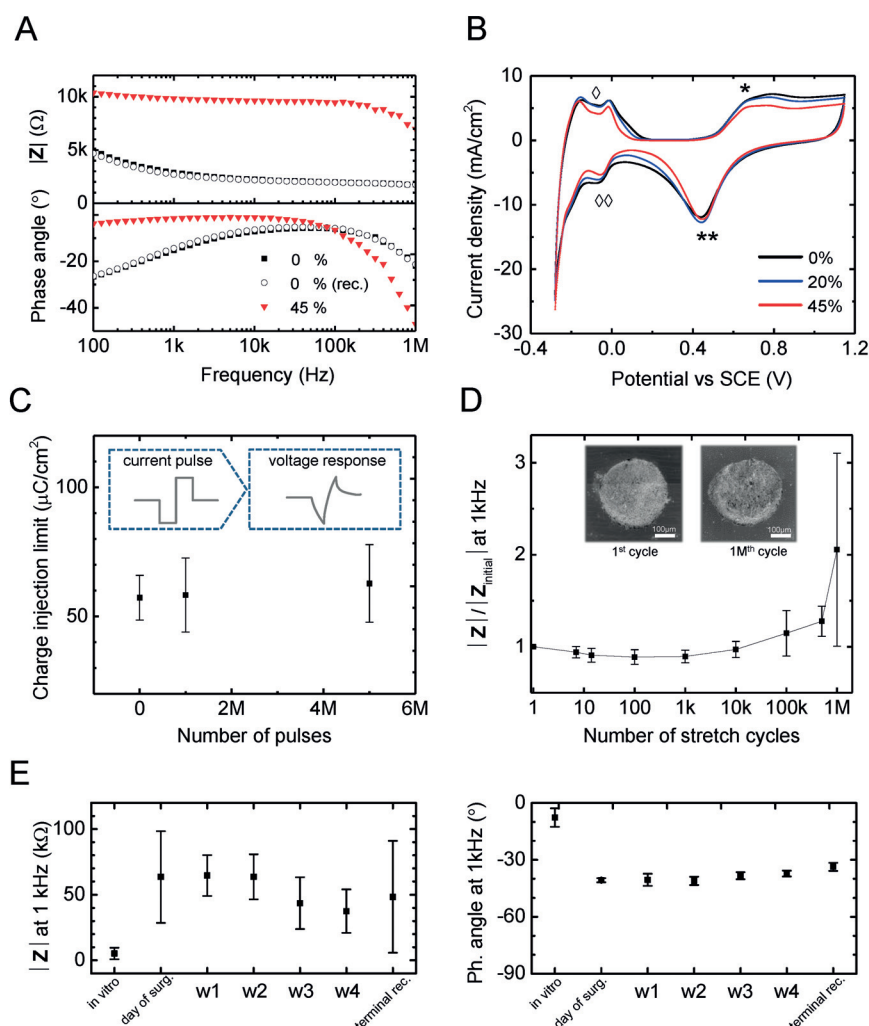 A
10k
5k
0
|Z| (Ω)
-20
-40
Phase angle (°)
0 %
0 % (rec.)
45 %
100
1k
10k
100k
1M
Frequency (Hz)
B
10
5
0
-10
-20
-30
Current density (mA/cm²)
◊
*
◊◊
**
0%
20%
45%
-0.4
0.0
0.4
0.8
1.2
Potential vs SCE (V)
C
100
50
Charge injection limit (µC/cm²)
current pulse
voltage response
0
2M
4M
6M
Number of pulses
D
3
2
1
|Z| / |Z initial| at 1kHz
100µm
100µm
1st cycle
1Mth cycle
1
10
100
1k
10k
100k
1M
Number of stretch cycles
E
100
50
0
|Z| at 1 kHz (kΩ)
in vitro
day of surg.
w1
w2
w3
w4
terminal rec.
0
-30
-60
-90
Ph. angle at 1kHz (°)
in vitro
day of surg.
w1
w2
w3
w4
terminal rec.